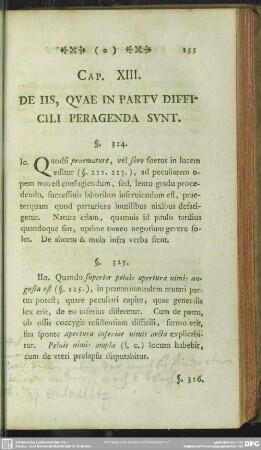 ( o ) 155
CAP. XIII.
DE IIS, QVAE IN PARTV DIFFI-
CILI PERAGENDA SVNT.
§. 324.
Io. Quodsi praemature, vel sero foetus in lucem
editur (§. 222. 223.), ad peculiarem o-
pem non est confugiendum, sed, lento gradu proce-
dendo, successiuis laboribus inseruiendum est, prae-
terquam quod parturiens inutilibus nixibus defati-
getur. Natura etiam, quamuis id paulo tardius
quandoque fiat, optime tamen negotium gerere so-
let. De abortu & mola infra verba fient.
§. 325.
IIo. Quando superior peluis apertura nimis an-
gusta est (§. 225.), in praeternaturalem mutari par-
tus potest; quare peculiari capite, quae generalis
lex erit, de eo inferius differetur. Cum de partu,
ob ossis coccygis resistentiam difficili, sermo erit,
sua sponte apertura inferior nimis arcta explicabi-
tur. Peluis nimis ampla (l. c.) locum habebit,
cum de vteri prolapsu disputabitur.
§. 326.